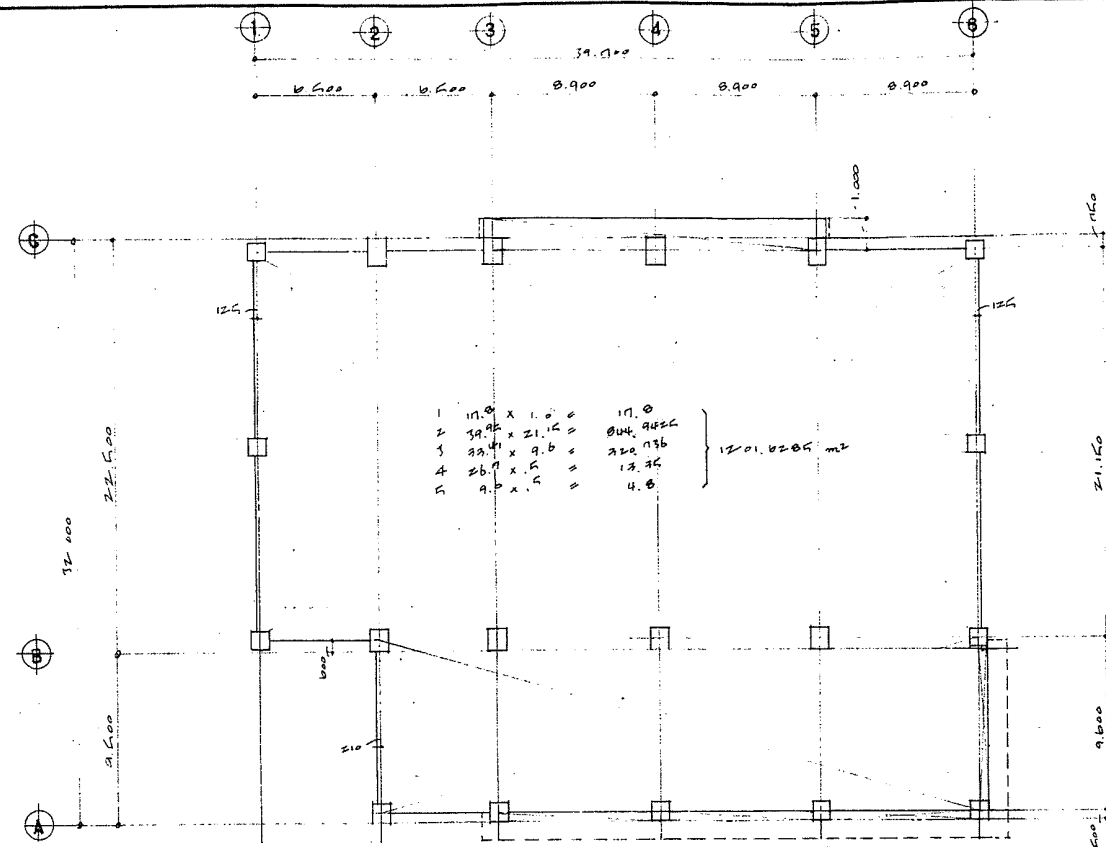 1 2 3 4 5 6
39.700
6.500 6.500 8.900 8.900 8.900
1.000
750
C
125 125
1 17.8 x 1.0 = 17.8
2 39.95 x 21.15 = 844.9425
3 33.41 x 9.6 = 320.736
4 26.7 x .5 = 13.35
5 9.6 x .5 = 4.8
1201.6285 m²
22.500
21.150
32 000
B
600
9.500
210
9.600
A
500